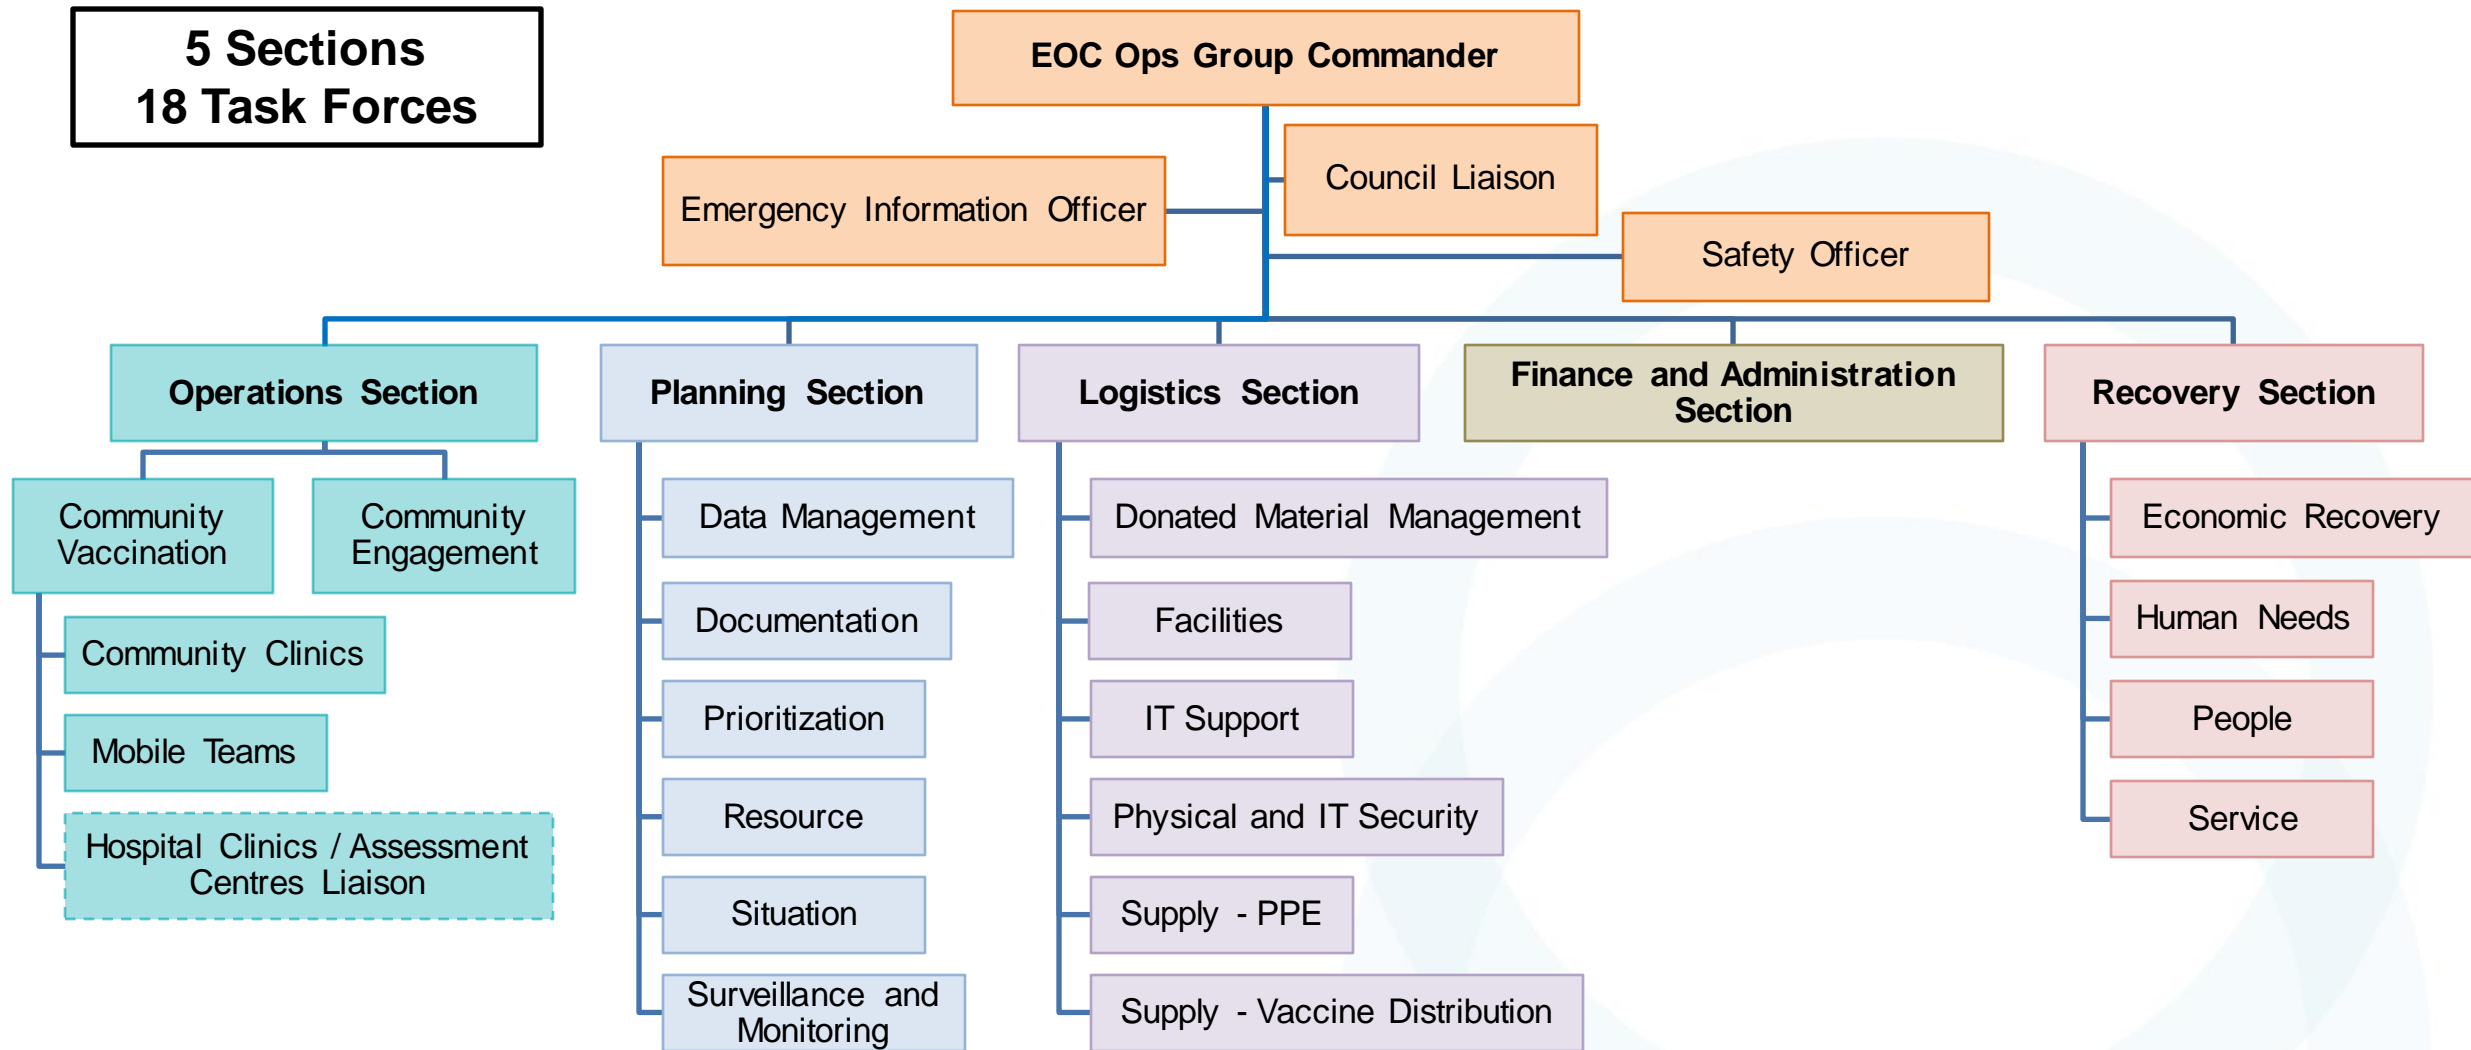 5 Sections
18 Task Forces
EOC Ops Group Commander
Council Liaison
Emergency Information Officer
Safety Officer
Operations Section
Planning Section
Logistics Section
Finance and Administration
Section
Recovery Section
Community
Vaccination
Community
Engagement
Community Clinics
Mobile Teams
Hospital Clinics / Assessment
Centres Liaison
Data Management
Documentation
Prioritization
Resource
Situation
Surveillance and
Monitoring
Donated Material Management
Facilities
IT Support
Physical and IT Security
Supply - PPE
Supply - Vaccine Distribution
Economic Recovery
Human Needs
People
Service